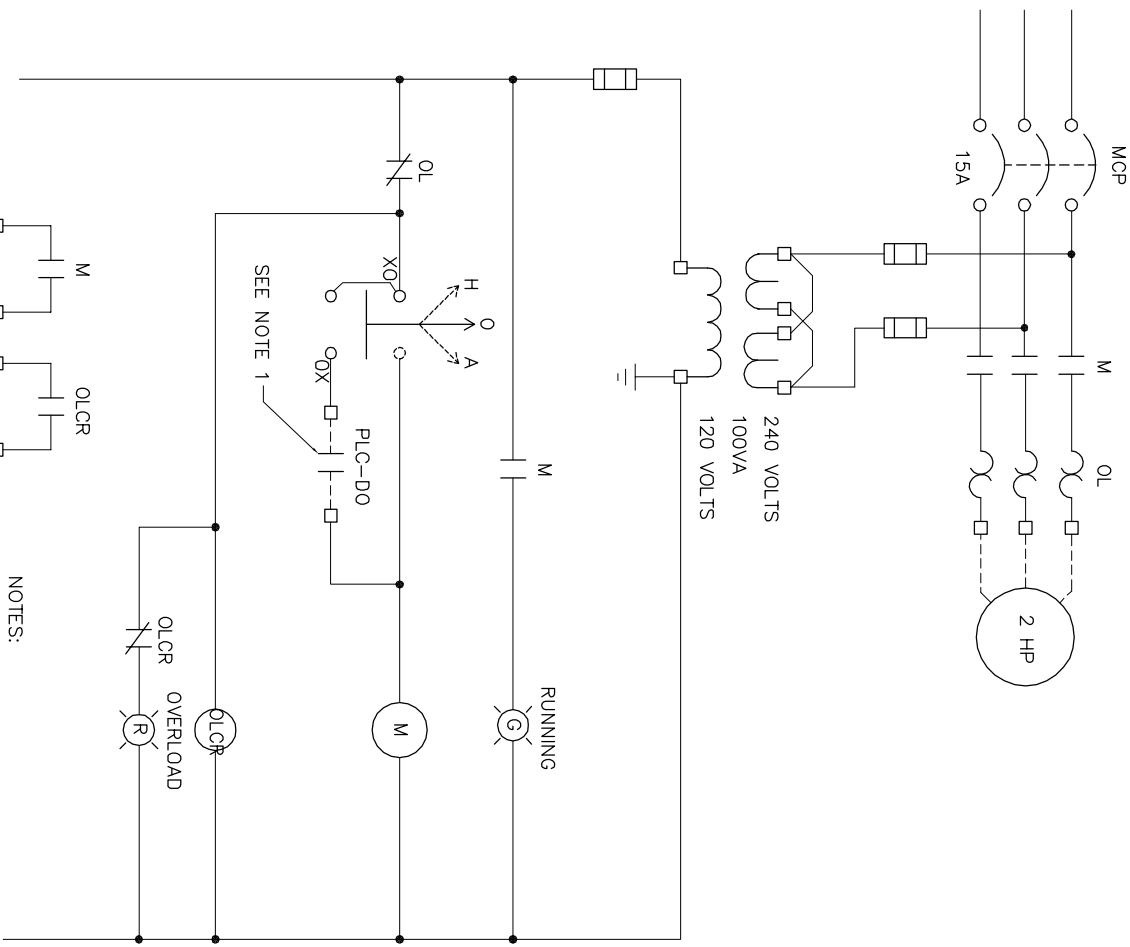 MCP
15A
M
OL
2 HP
240 VOLTS
100VA
120 VOLTS
M
RUNNING
G
OL
H
O
A
XO
OX
PLC-DO
SEE NOTE 1
M
OLCR
OLCR
OVERLOAD
R
M
OLCR
NOTES: